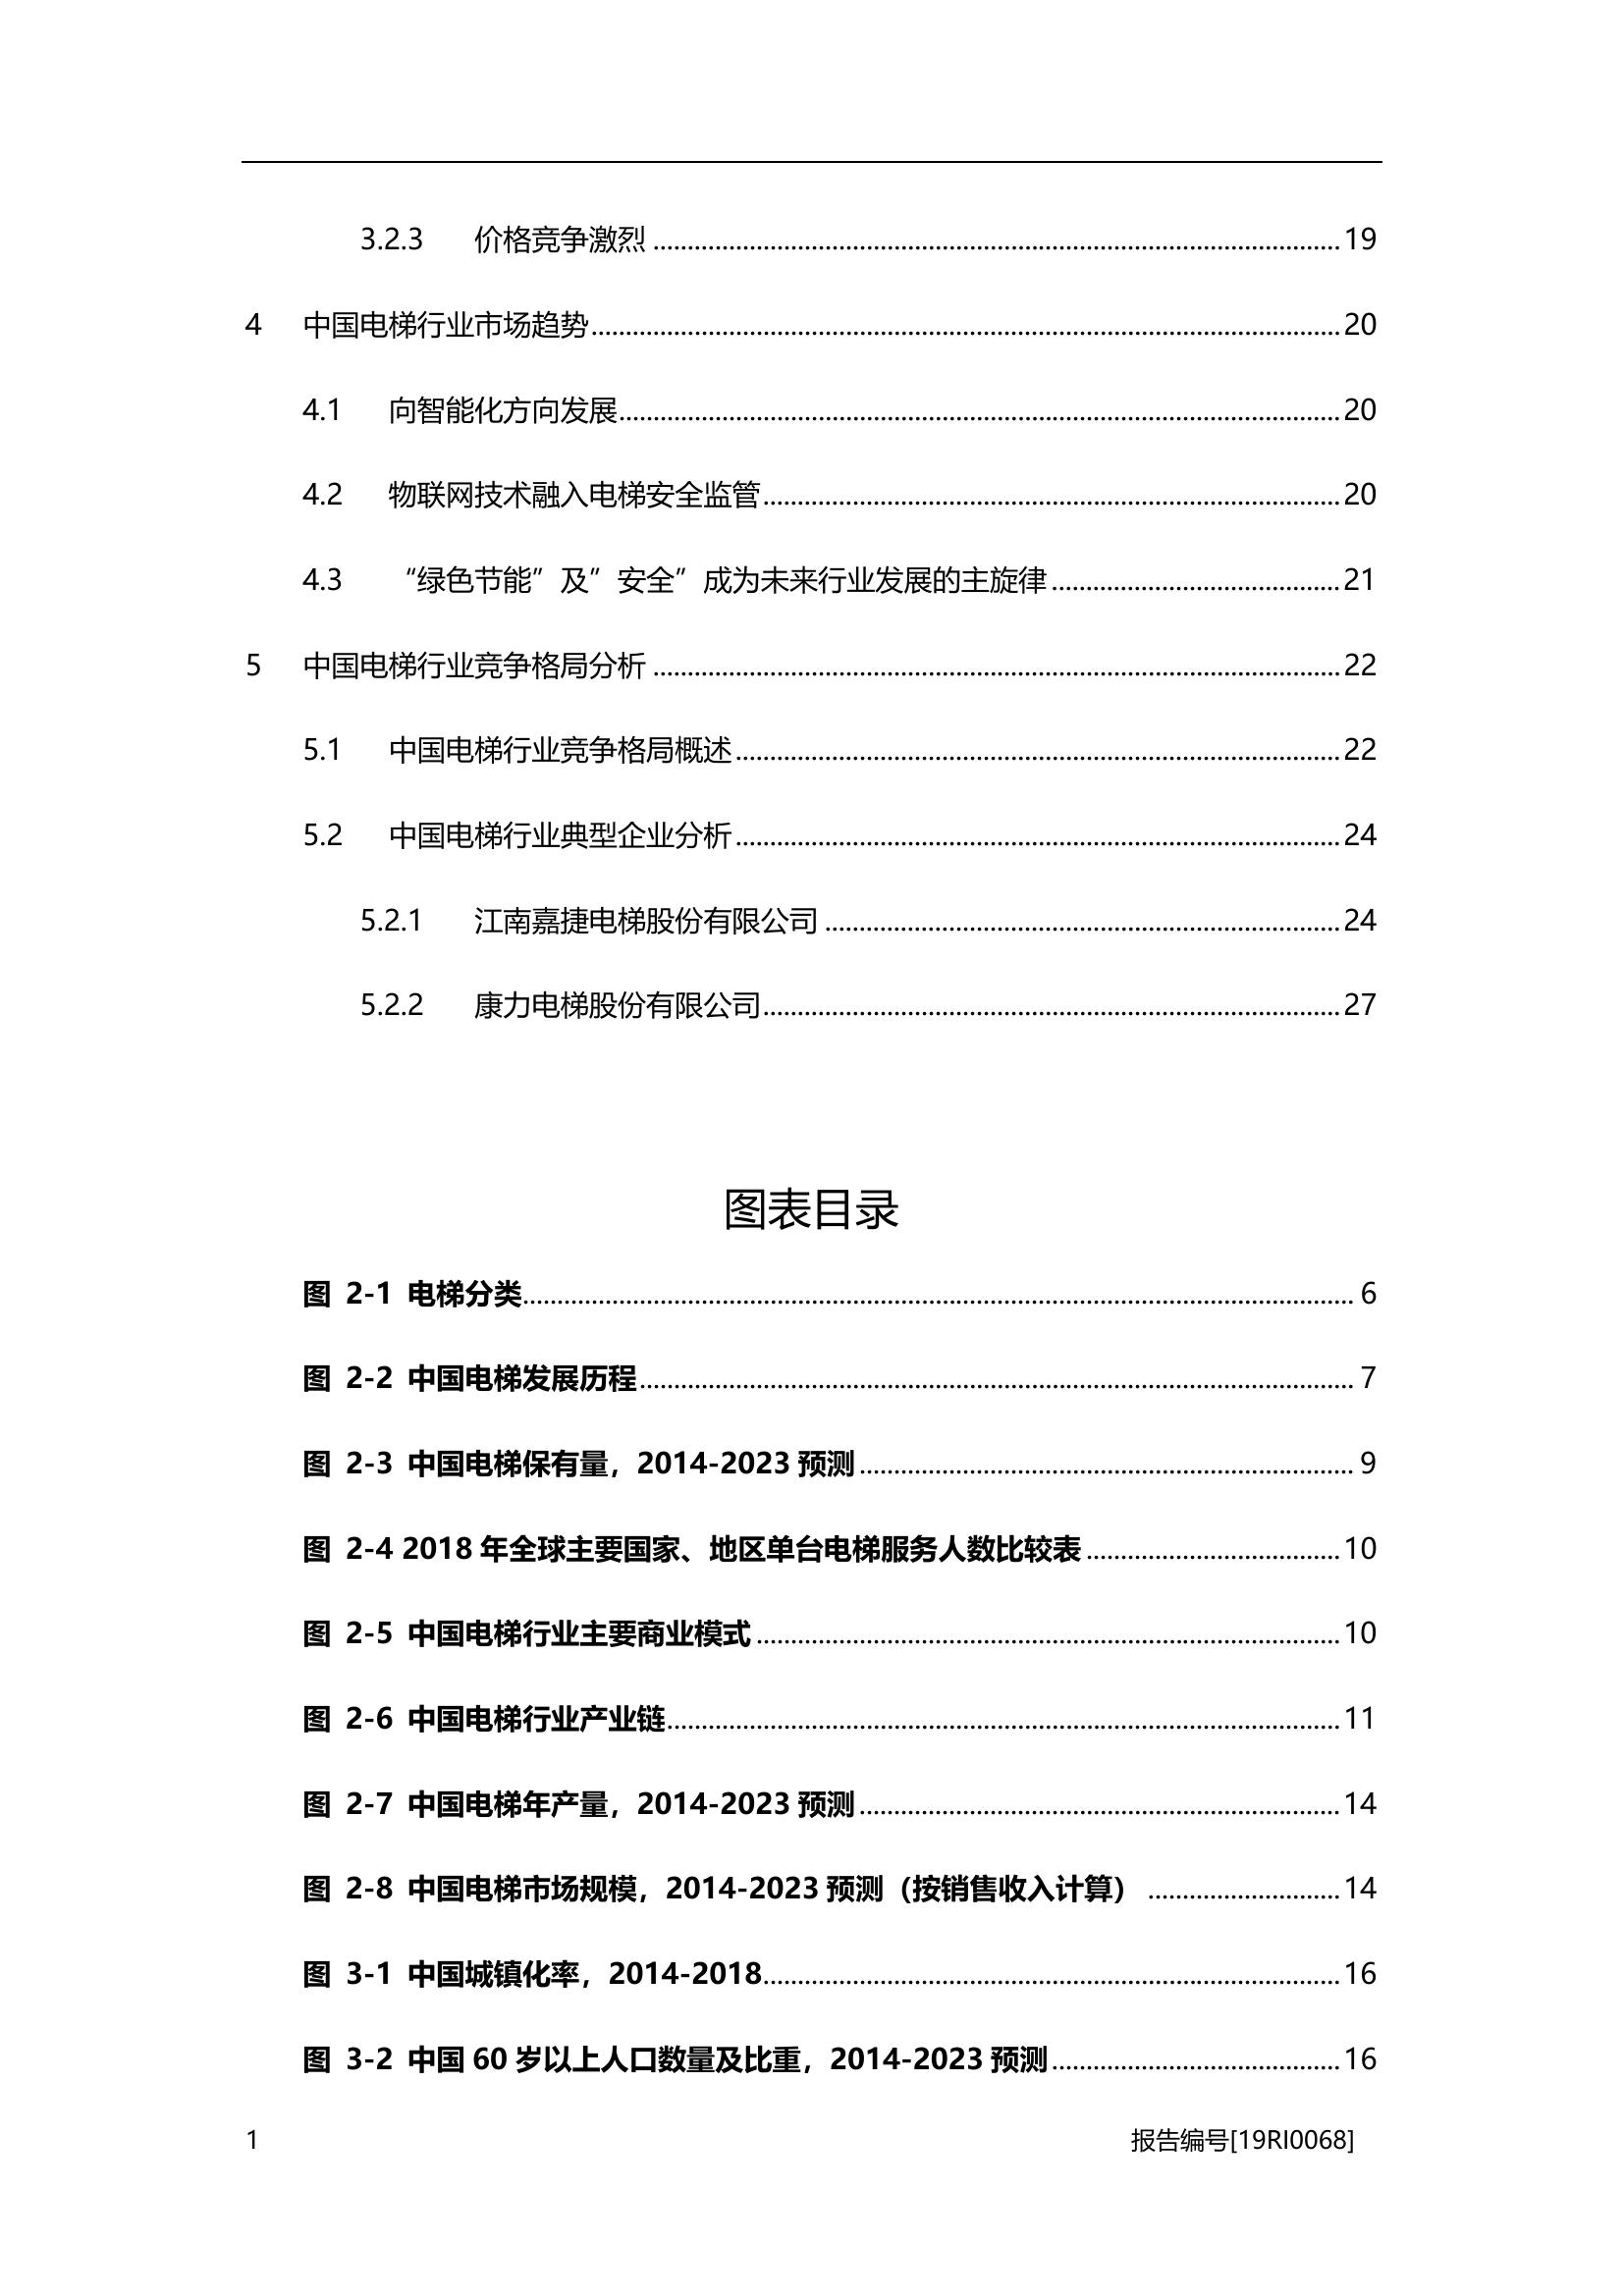 3.2.3 价格竞争激烈........................19
4 中国电梯行业市场趋势........................20
4.1 向智能化方向发展........................20
4.2 物联网技术融入电梯安全监管........................20
4.3 “绿色节能”及”安全”成为未来行业发展的主旋律........................21
5 中国电梯行业竞争格局分析........................22
5.1 中国电梯行业竞争格局概述........................22
5.2 中国电梯行业典型企业分析........................24
5.2.1 江南嘉捷电梯股份有限公司........................24
5.2.2 康力电梯股份有限公司........................27
图表目录
图 2-1 电梯分类........................6
图 2-2 中国电梯发展历程........................7
图 2-3 中国电梯保有量，2014-2023 预测........................9
图 2-4 2018 年全球主要国家、地区单台电梯服务人数比较表........................10
图 2-5 中国电梯行业主要商业模式........................10
图 2-6 中国电梯行业产业链........................11
图 2-7 中国电梯年产量，2014-2023 预测........................14
图 2-8 中国电梯市场规模，2014-2023 预测（按销售收入计算）........................14
图 3-1 中国城镇化率，2014-2018........................16
图 3-2 中国 60 岁以上人口数量及比重，2014-2023 预测........................16
1 报告编号[19RI0068]